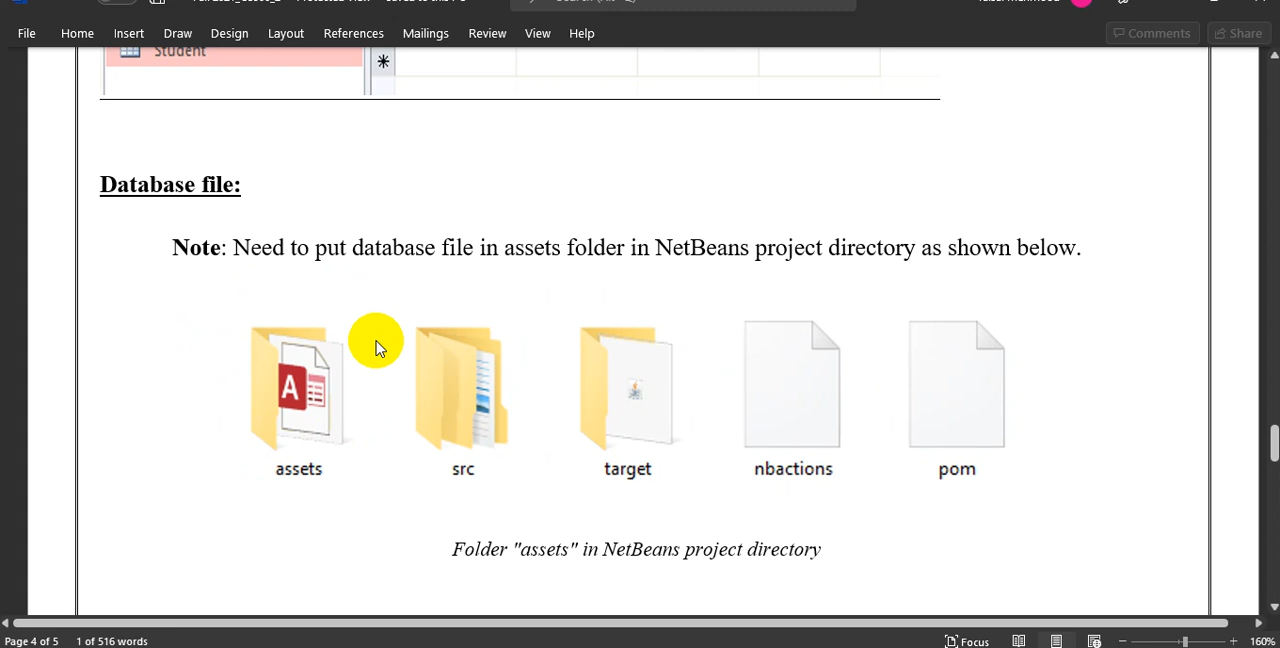 File Home Insert Draw Design Layout References Mailings Review View Help Comments Share
Student
Database file:
Note: Need to put database file in assets folder in NetBeans project directory as shown below.
A
assets src target nbactions pom
Folder "assets" in NetBeans project directory
Page 4 of 5 1 of 516 words Focus 160%